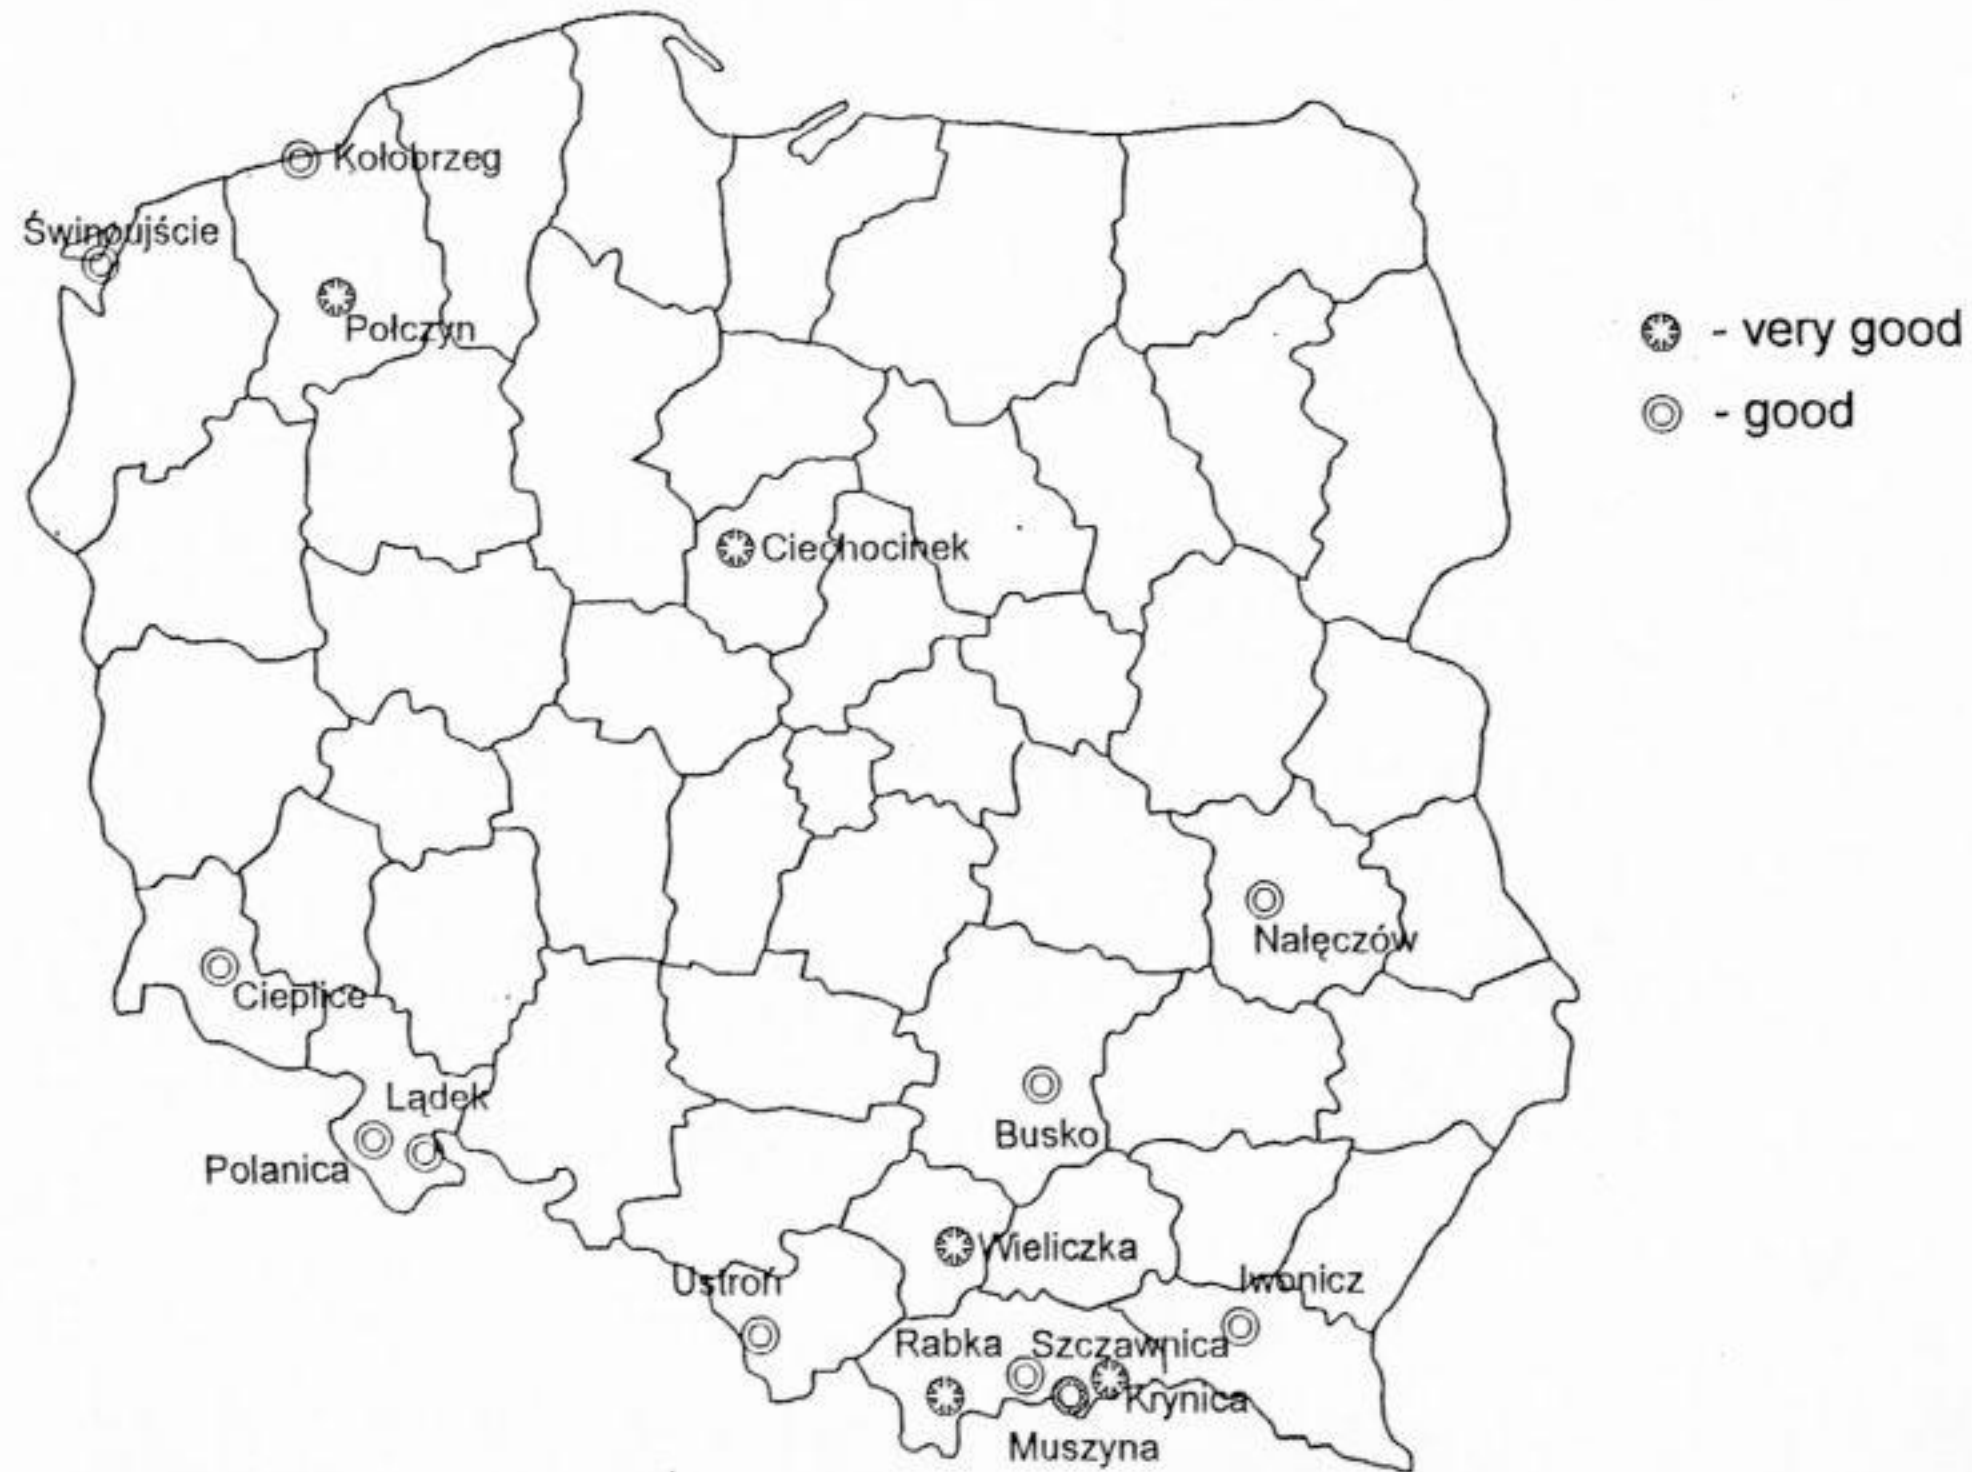 Kołobrzeg
Świnoujście
Połczyn
- very good
- good
Ciechocinek
Nałęczów
Cieplice
Lądek
Busko
Polanica
Wieliczka
Ustroń
Iwonicz
Rabka
Szczawnica
Krynica
Muszyna